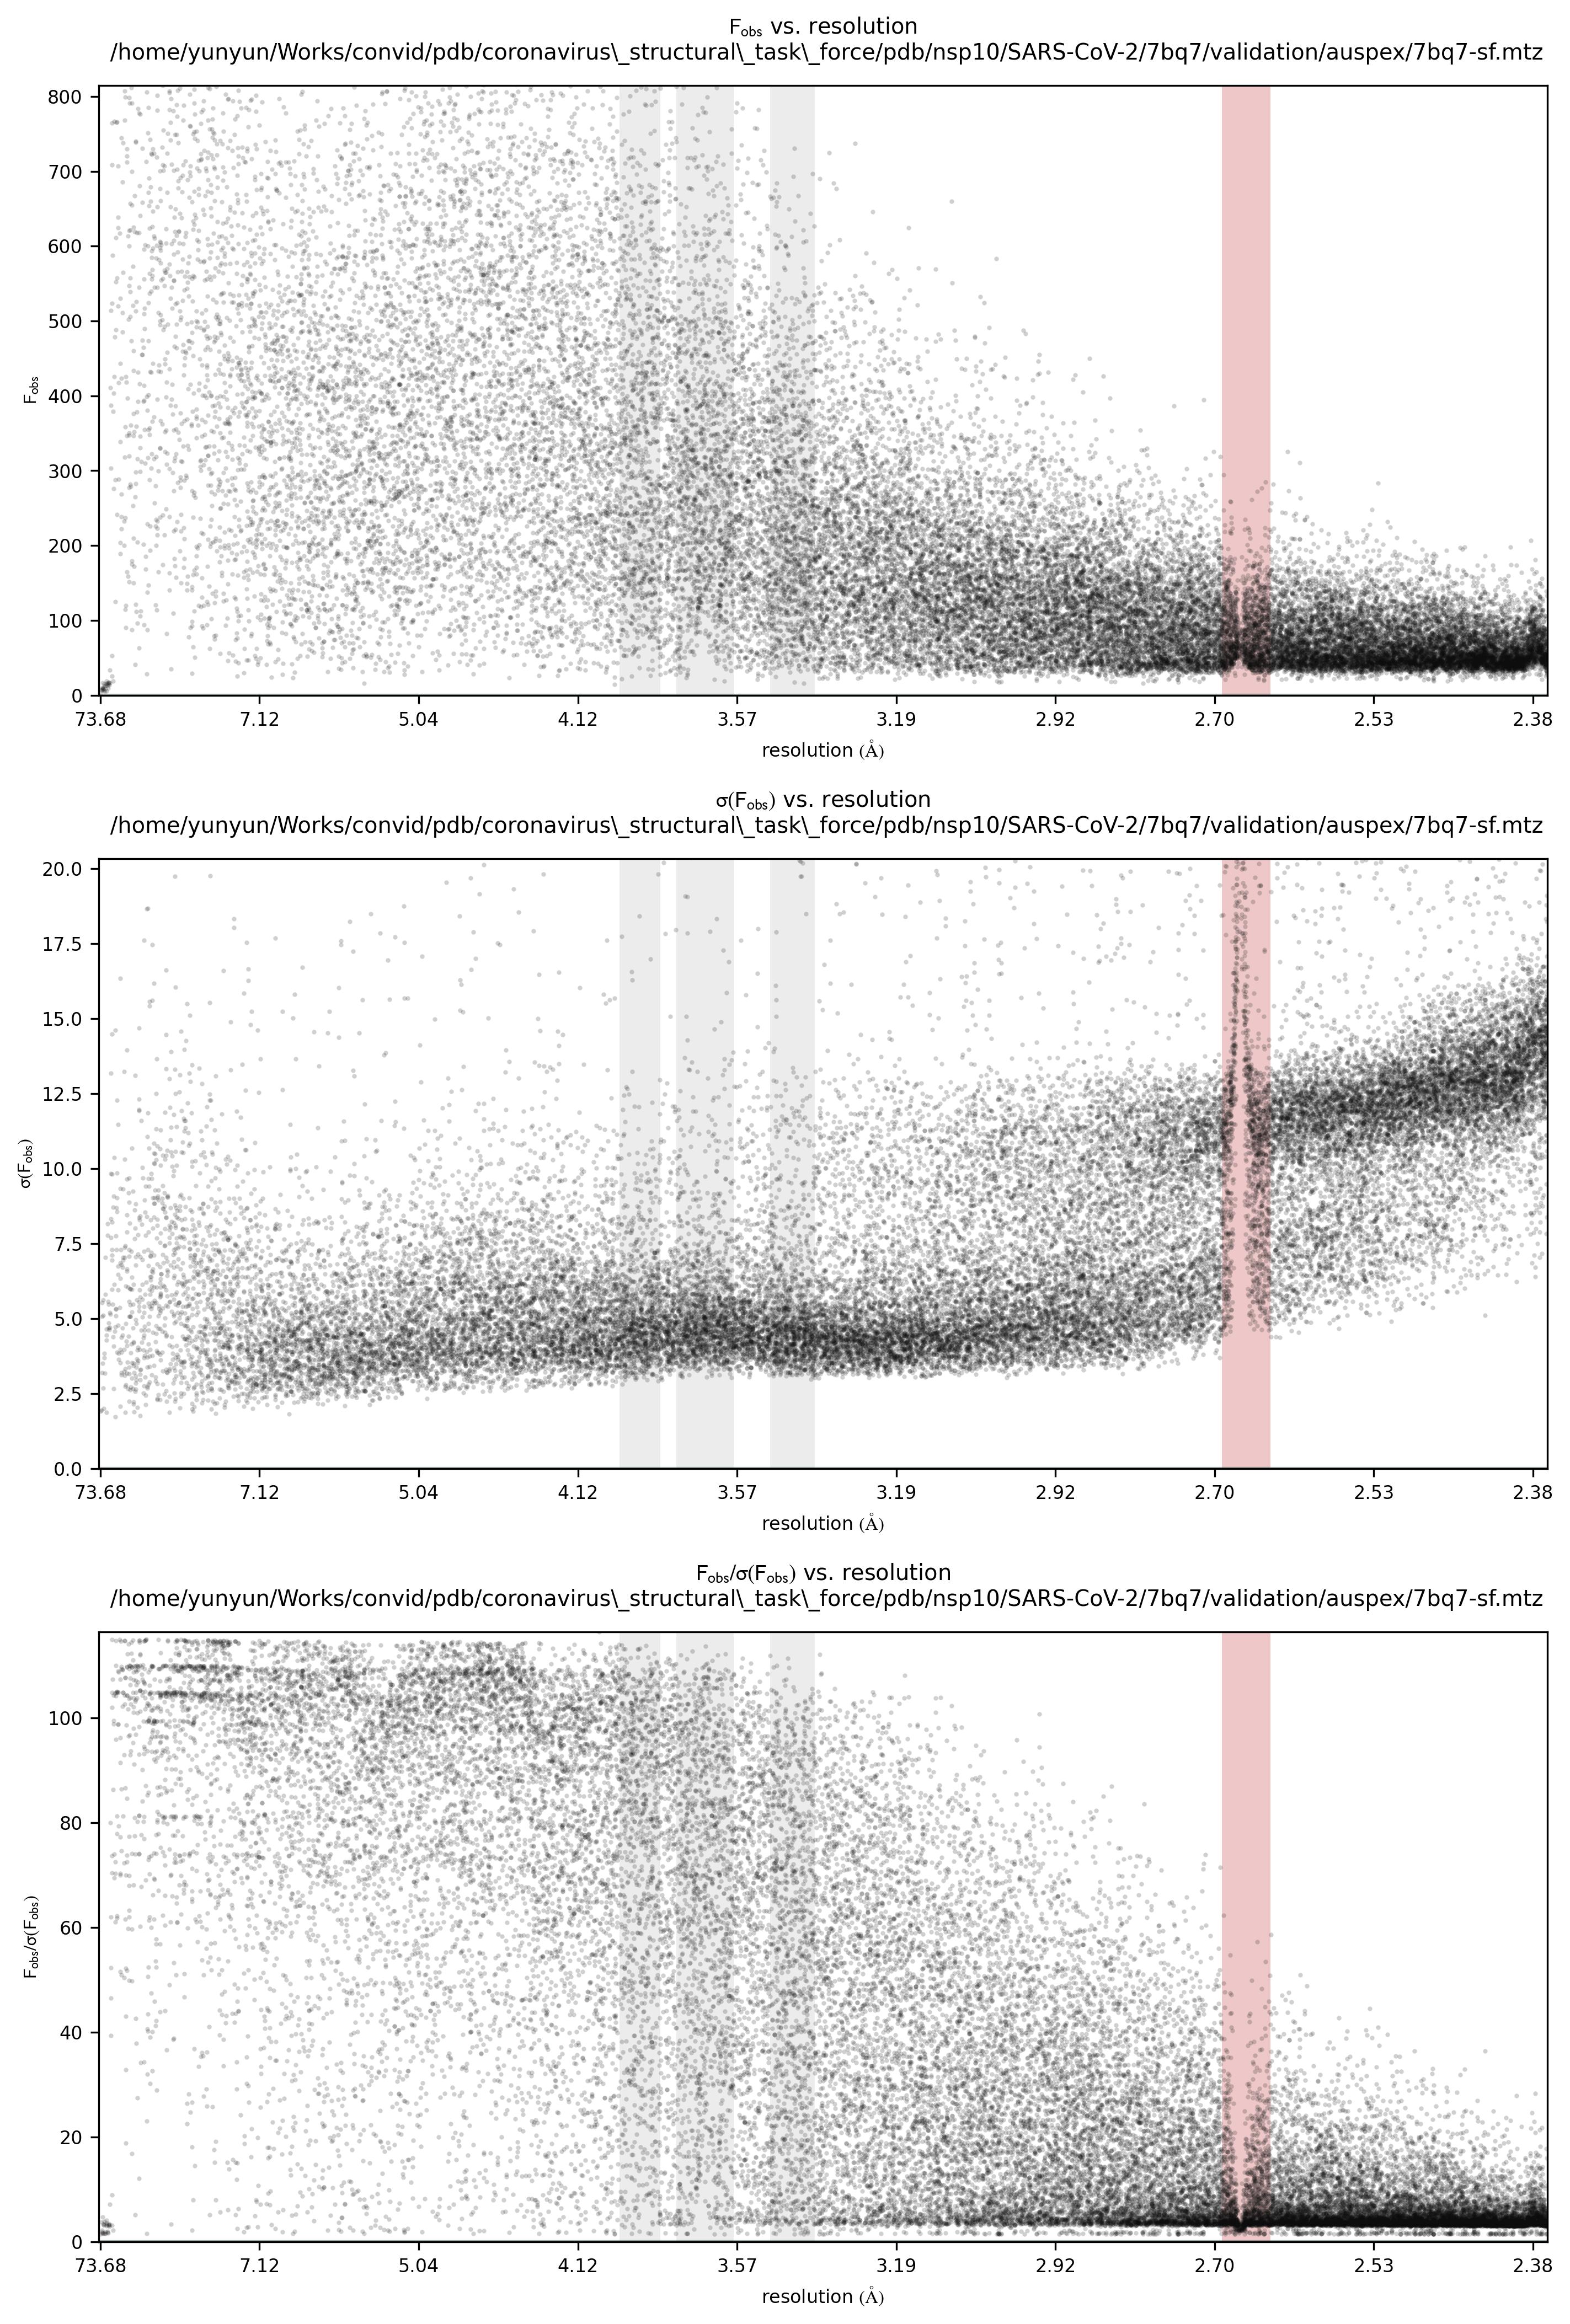 F_obs vs. resolution
/home/yunyun/Works/convid/pdb/coronavirus\_structural\_task\_force/pdb/nsp10/SARS-CoV-2/7bq7/validation/auspex/7bq7-sf.mtz
800
700
600
500
400
300
200
100
0
F_obs
73.68 7.12 5.04 4.12 3.57 3.19 2.92 2.70 2.53 2.38
resolution (Å)
σ(F_obs) vs. resolution
/home/yunyun/Works/convid/pdb/coronavirus\_structural\_task\_force/pdb/nsp10/SARS-CoV-2/7bq7/validation/auspex/7bq7-sf.mtz
20.0
17.5
15.0
12.5
10.0
7.5
5.0
2.5
0.0
σ(F_obs)
73.68 7.12 5.04 4.12 3.57 3.19 2.92 2.70 2.53 2.38
resolution (Å)
F_obs/σ(F_obs) vs. resolution
/home/yunyun/Works/convid/pdb/coronavirus\_structural\_task\_force/pdb/nsp10/SARS-CoV-2/7bq7/validation/auspex/7bq7-sf.mtz
100
80
60
40
20
0
F_obs/σ(F_obs)
73.68 7.12 5.04 4.12 3.57 3.19 2.92 2.70 2.53 2.38
resolution (Å)